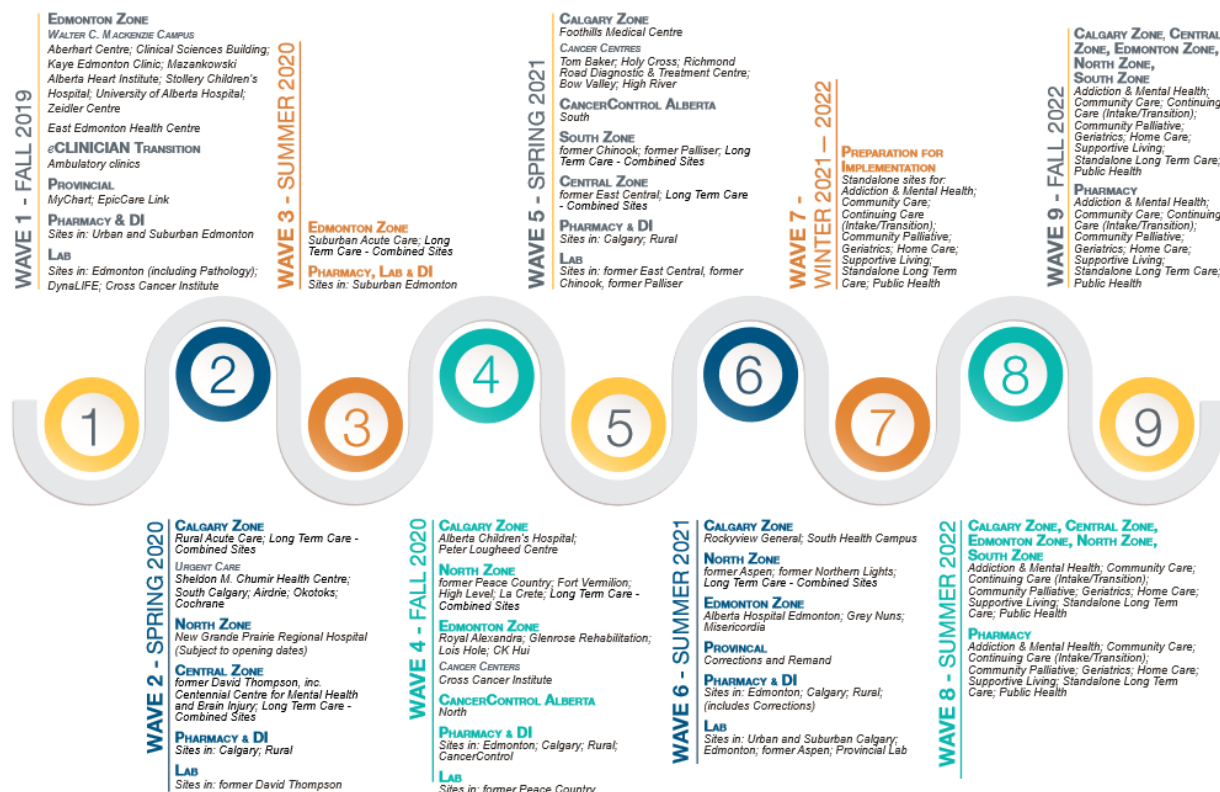 WAVE 1 - FALL 2019
EDMONTON ZONE
WALTER C. MACKENZIE CAMPUS
Aberhart Centre; Clinical Sciences Building;
Kaye Edmonton Clinic; Mazankowski
Alberta Heart Institute; Stollery Children's
Hospital; University of Alberta Hospital;
Zeidler Centre
East Edmonton Health Centre
eCLINICIAN TRANSITION
Ambulatory clinics
PROVINCIAL
MyChart; EpicCare Link
PHARMACY & DI
Sites in: Urban and Suburban Edmonton
LAB
Sites in: Edmonton (including Pathology);
DynaLIFE; Cross Cancer Institute
WAVE 3 - SUMMER 2020
EDMONTON ZONE
Suburban Acute Care; Long
Term Care - Combined Sites
PHARMACY, LAB & DI
Sites in: Suburban Edmonton
WAVE 5 - SPRING 2021
CALGARY ZONE
Foothills Medical Centre
CANCER CENTRES
Tom Baker; Holy Cross; Richmond
Road Diagnostic & Treatment Centre;
Bow Valley; High River
CANCERCONTROL ALBERTA
South
SOUTH ZONE
former Chinook; former Palliser; Long
Term Care - Combined Sites
CENTRAL ZONE
former East Central; Long Term Care
- Combined Sites
PHARMACY & DI
Sites in: Calgary; Rural
LAB
Sites in: former East Central, former
Chinook, former Palliser
WAVE 7 -
WINTER 2021 – 2022
PREPARATION FOR
IMPLEMENTATION
Standalone sites for:
Addiction & Mental Health;
Community Care;
Continuing Care
(Intake/Transition);
Community Palliative;
Geriatrics; Home Care;
Supportive Living;
Standalone Long Term
Care; Public Health
WAVE 9 - FALL 2022
CALGARY ZONE, CENTRAL
ZONE, EDMONTON ZONE,
NORTH ZONE,
SOUTH ZONE
Addiction & Mental Health;
Community Care; Continuing
Care (Intake/Transition);
Community Palliative;
Geriatrics; Home Care;
Supportive Living;
Standalone Long Term Care;
Public Health
PHARMACY
Addiction & Mental Health;
Community Care; Continuing
Care (Intake/Transition);
Community Palliative;
Geriatrics; Home Care;
Supportive Living;
Standalone Long Term Care;
Public Health
1
2
3
4
5
6
7
8
9
WAVE 2 - SPRING 2020
CALGARY ZONE
Rural Acute Care; Long Term Care -
Combined Sites
URGENT CARE
Sheldon M. Chumir Health Centre;
South Calgary; Airdrie; Okotoks;
Cochrane
NORTH ZONE
New Grande Prairie Regional Hospital
(Subject to opening dates)
CENTRAL ZONE
former David Thompson, inc.
Centennial Centre for Mental Health
and Brain Injury; Long Term Care -
Combined Sites
PHARMACY & DI
Sites in: Calgary; Rural
LAB
Sites in: former David Thompson
WAVE 4 - FALL 2020
CALGARY ZONE
Alberta Children's Hospital;
Peter Lougheed Centre
NORTH ZONE
former Peace Country; Fort Vermilion;
High Level; La Crete; Long Term Care -
Combined Sites
EDMONTON ZONE
Royal Alexandra; Glenrose Rehabilitation;
Lois Hole; CK Hui
CANCER CENTERS
Cross Cancer Institute
CANCERCONTROL ALBERTA
North
PHARMACY & DI
Sites in: Edmonton; Calgary; Rural;
CancerControl
LAB
Sites in: former Peace Country
WAVE 6 - SUMMER 2021
CALGARY ZONE
Rockyview General; South Health Campus
NORTH ZONE
former Aspen; former Northern Lights;
Long Term Care - Combined Sites
EDMONTON ZONE
Alberta Hospital Edmonton; Grey Nuns;
Misericordia
PROVINCAL
Corrections and Remand
PHARMACY & DI
Sites in: Edmonton; Calgary; Rural;
(includes Corrections)
LAB
Sites in: Urban and Suburban Calgary;
Edmonton; former Aspen; Provincial Lab
WAVE 8 - SUMMER 2022
CALGARY ZONE, CENTRAL ZONE,
EDMONTON ZONE, NORTH ZONE,
SOUTH ZONE
Addiction & Mental Health; Community Care;
Continuing Care (Intake/Transition);
Community Palliative; Geriatrics; Home Care;
Supportive Living; Standalone Long Term
Care; Public Health
PHARMACY
Addiction & Mental Health; Community Care;
Continuing Care (Intake/Transition);
Community Palliative; Geriatrics; Home Care;
Supportive Living; Standalone Long Term
Care; Public Health